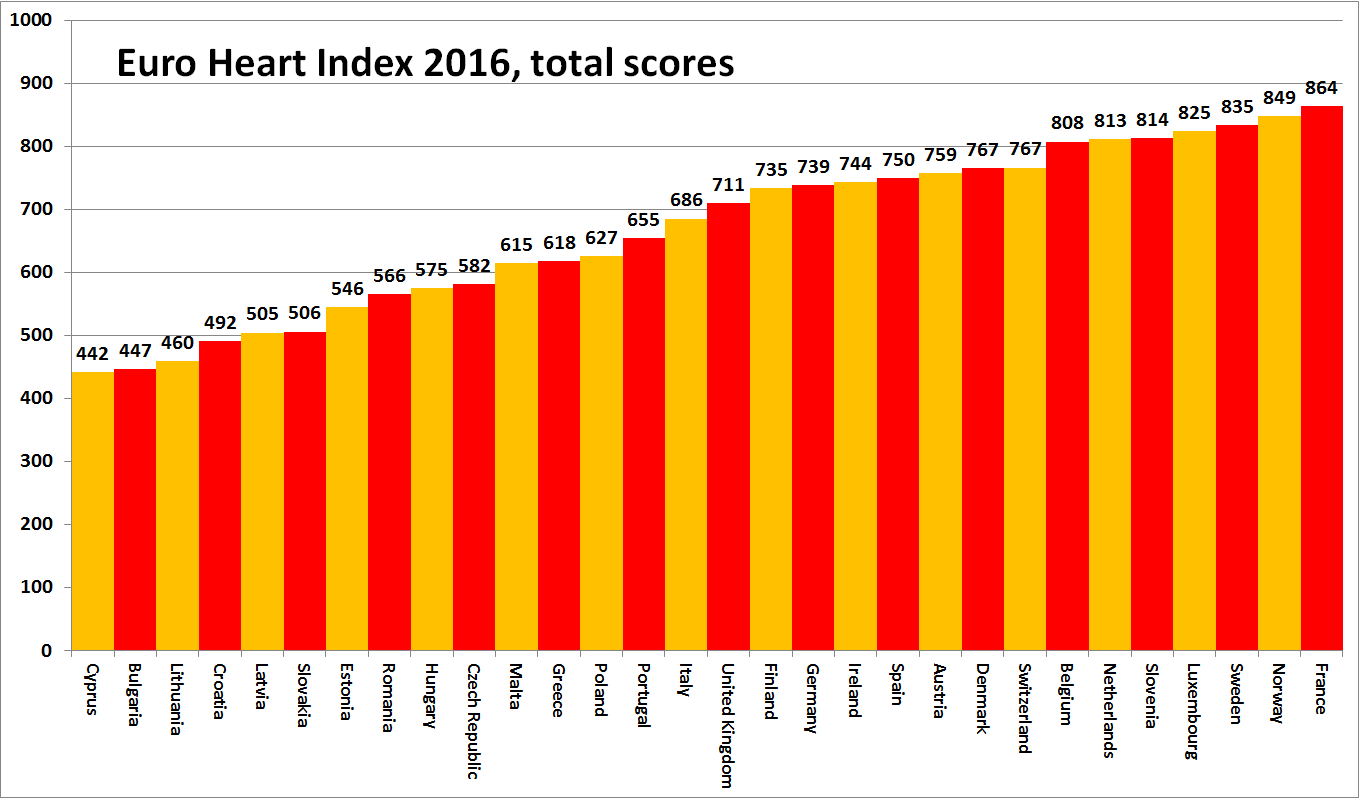 Euro Heart Index 2016, total scores
1000
900
800
700
600
500
400
300
200
100
0
442
447
460
492
505
506
546
566
575
582
615
618
627
655
686
711
735
739
744
750
759
767
767
808
813
814
825
835
849
864
Cyprus
Bulgaria
Lithuania
Croatia
Latvia
Slovakia
Estonia
Romania
Hungary
Czech Republic
Malta
Greece
Poland
Portugal
Italy
United Kingdom
Finland
Germany
Ireland
Spain
Austria
Denmark
Switzerland
Belgium
Netherlands
Slovenia
Luxembourg
Sweden
Norway
France